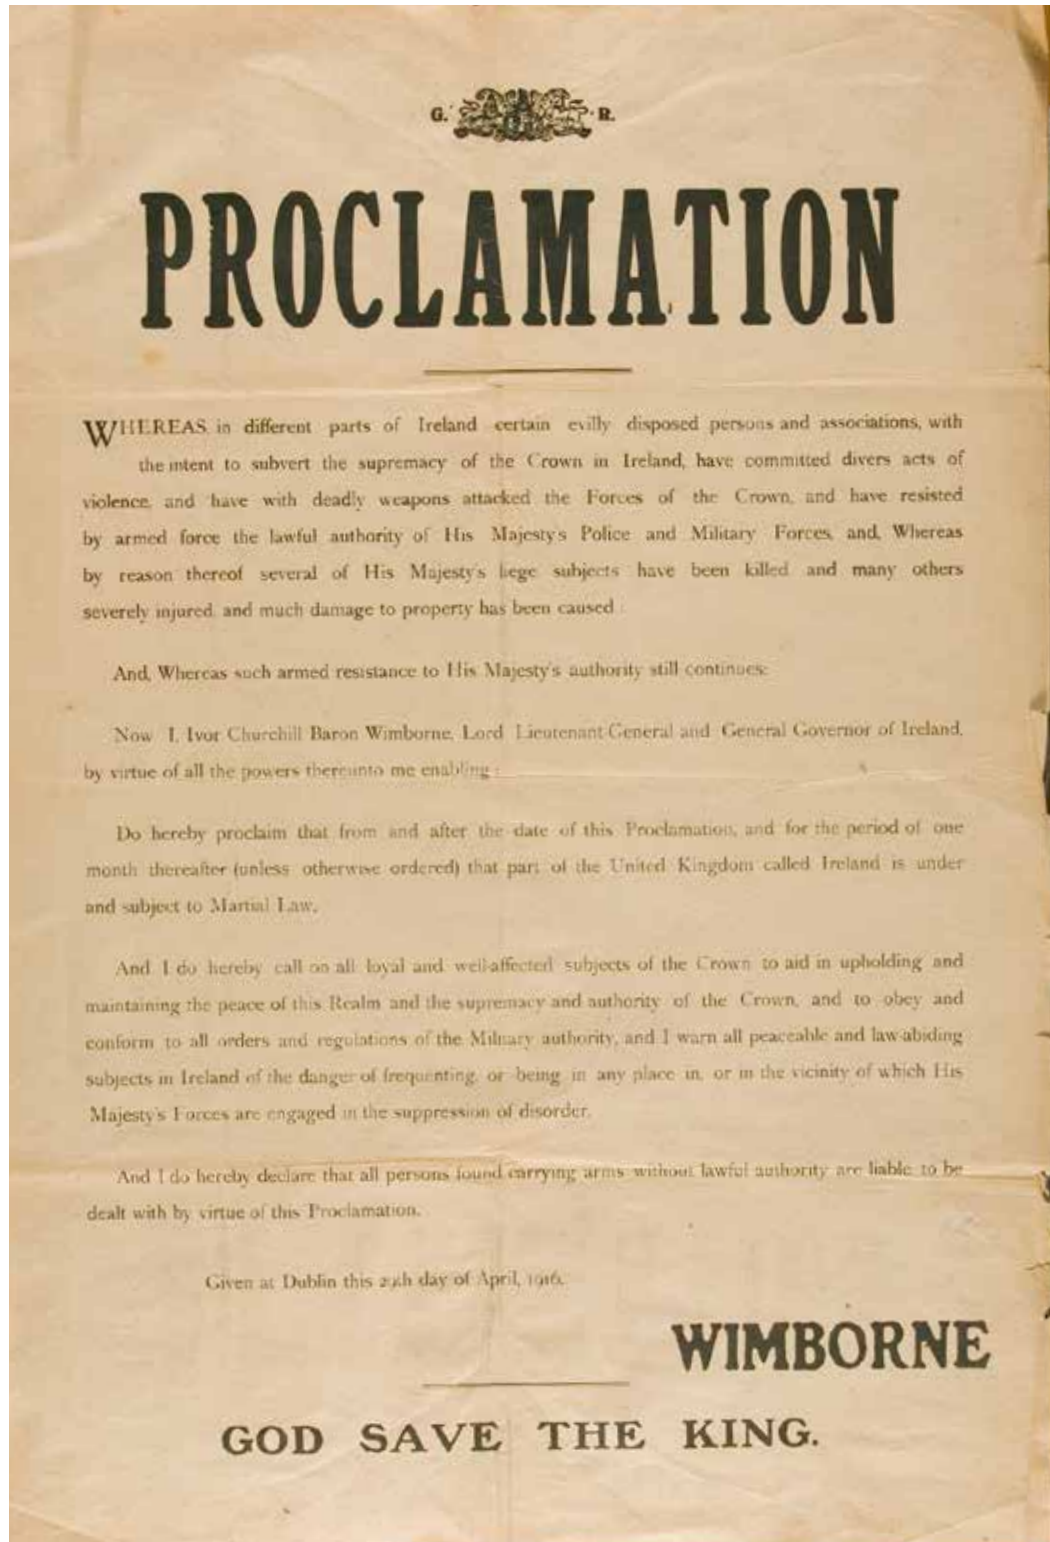 G. R.
PROCLAMATION
WHEREAS in different parts of Ireland certain evilly disposed persons and associations, with
the intent to subvert the supremacy of the Crown in Ireland, have committed divers acts of
violence, and have with deadly weapons attacked the Forces of the Crown, and have resisted
by armed force the lawful authority of His Majesty's Police and Military Forces, and, Whereas
by reason thereof several of His Majesty's liege subjects have been killed and many others
severely injured, and much damage to property has been caused :
And, Whereas such armed resistance to His Majesty's authority still continues:
Now I, Ivor Churchill Baron Wimborne, Lord Lieutenant-General and General Governor of Ireland,
by virtue of all the powers thereunto me enabling :
Do hereby proclaim that from and after the date of this Proclamation, and for the period of one
month thereafter (unless otherwise ordered) that part of the United Kingdom called Ireland is under
and subject to Martial Law.
And I do hereby call on all loyal and well-affected subjects of the Crown to aid in upholding and
maintaining the peace of this Realm and the supremacy and authority of the Crown, and to obey and
conform to all orders and regulations of the Military authority, and I warn all peaceable and law-abiding
subjects in Ireland of the danger of frequenting, or being in any place in, or in the vicinity of which His
Majesty's Forces are engaged in the suppression of disorder.
And I do hereby declare that all persons found carrying arms without lawful authority are liable to be
dealt with by virtue of this Proclamation.
Given at Dublin this 29th day of April, 1916.
WIMBORNE
GOD SAVE THE KING.